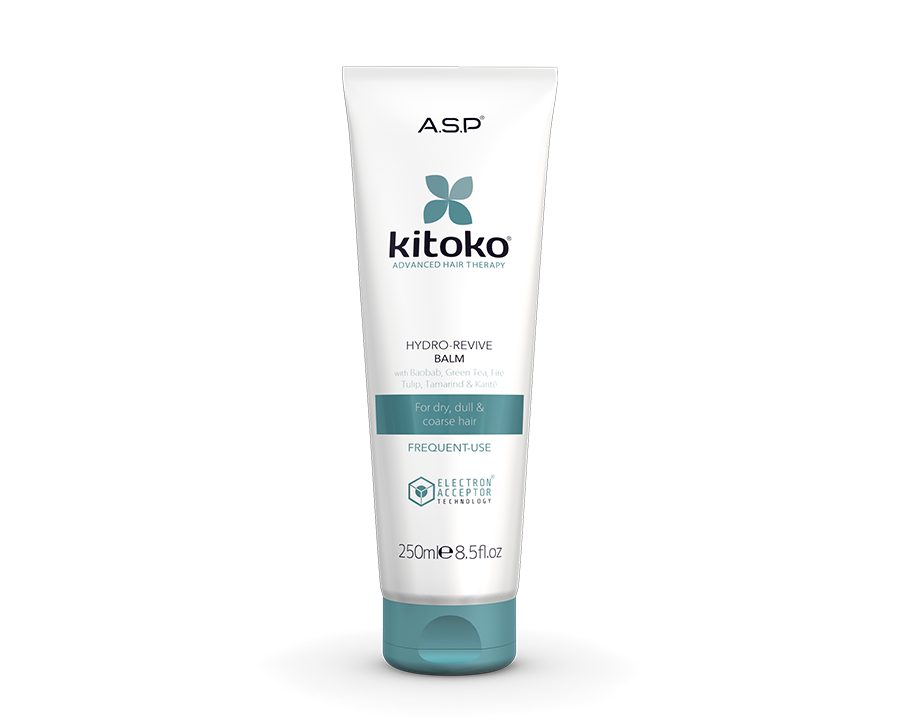 A.S.P®
kitoko®
ADVANCED HAIR THERAPY
HYDRO-REVIVE
BALM
with Baobab, Green Tea, Fire
Tulip, Tamarind & Karité
For dry, dull &
coarse hair
FREQUENT-USE
ELECTRON®
ACCEPTOR
TECHNOLOGY
250ml℮8.5fl.oz